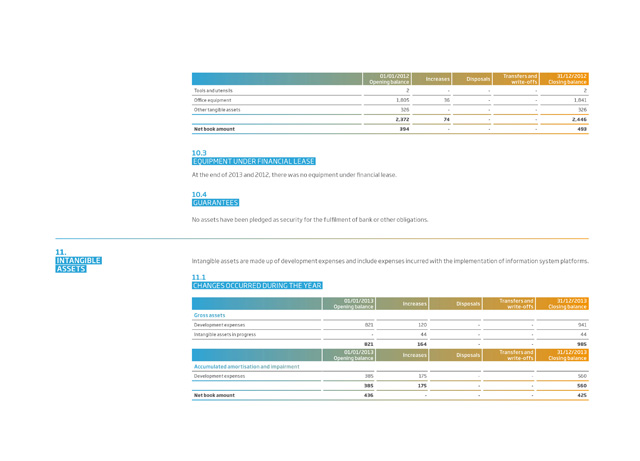 01/01/2012 Opening balance Increases Disposals Transfers and write-offs 31/12/2012 Closing balance
Tools and utensils 2 - - - 2
Office equipment 1,805 36 - - 1,841
Other tangible assets 326 - - - 326
2,372 74 - - 2,446
Net book amount 394 - - - 493
10.3
EQUIPMENT UNDER FINANCIAL LEASE
At the end of 2013 and 2012, there was no equipment under financial lease.
10.4
GUARANTEES
No assets have been pledged as security for the fulfilment of bank or other obligations.
11.
INTANGIBLE
ASSETS
Intangible assets are made up of development expenses and include expenses incurred with the implementation of information system platforms.
11.1
CHANGES OCCURRED DURING THE YEAR
01/01/2013 Opening balance Increases Disposals Transfers and write-offs 31/12/2013 Closing balance
Gross assets
Development expenses 821 120 - - 941
Intangible assets in progress - 44 - - 44
821 164 - 985
01/01/2013 Opening balance Increases Disposals Transfers and write-offs 31/12/2013 Closing balance
Accumulated amortisation and impairment
Development expenses 385 175 - - 560
385 175 - - 560
Net book amount 436 - - - 425